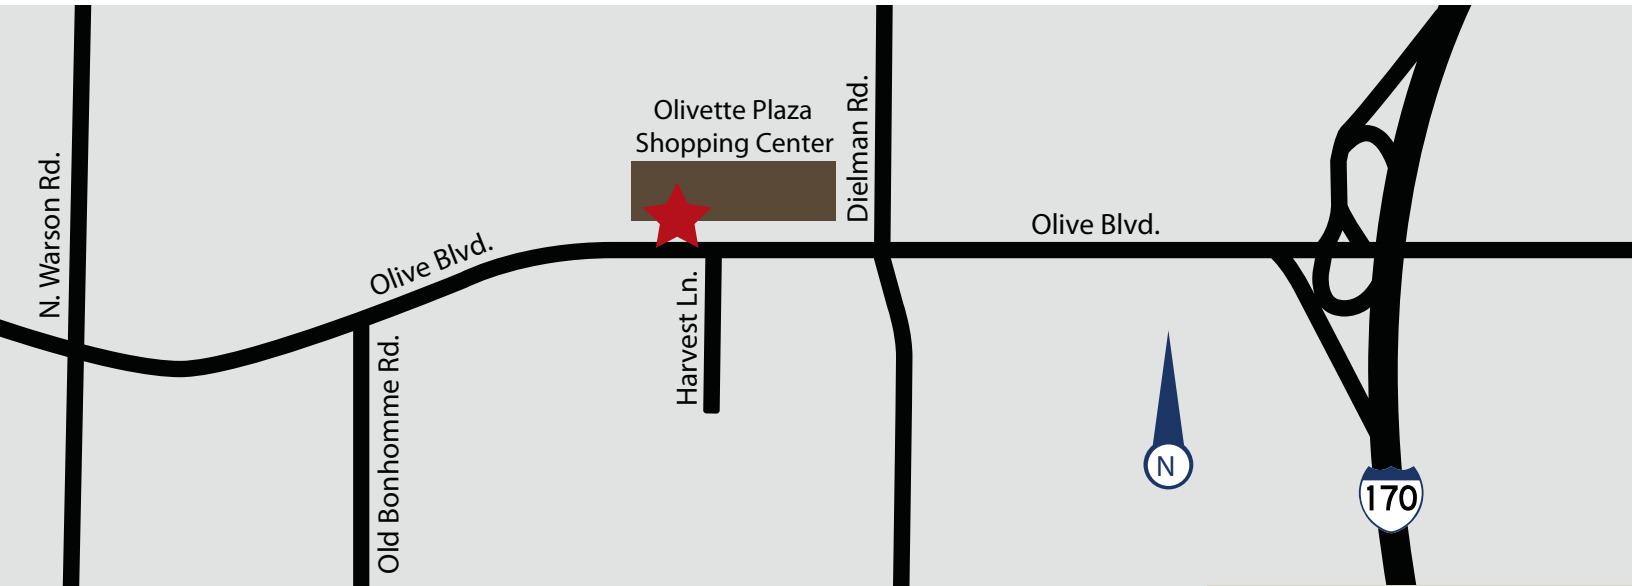 Olivette Plaza
Shopping Center
Dielman Rd.
N. Warson Rd.
Olive Blvd.
Olive Blvd.
Harvest Ln.
Old Bonhomme Rd.
N
170